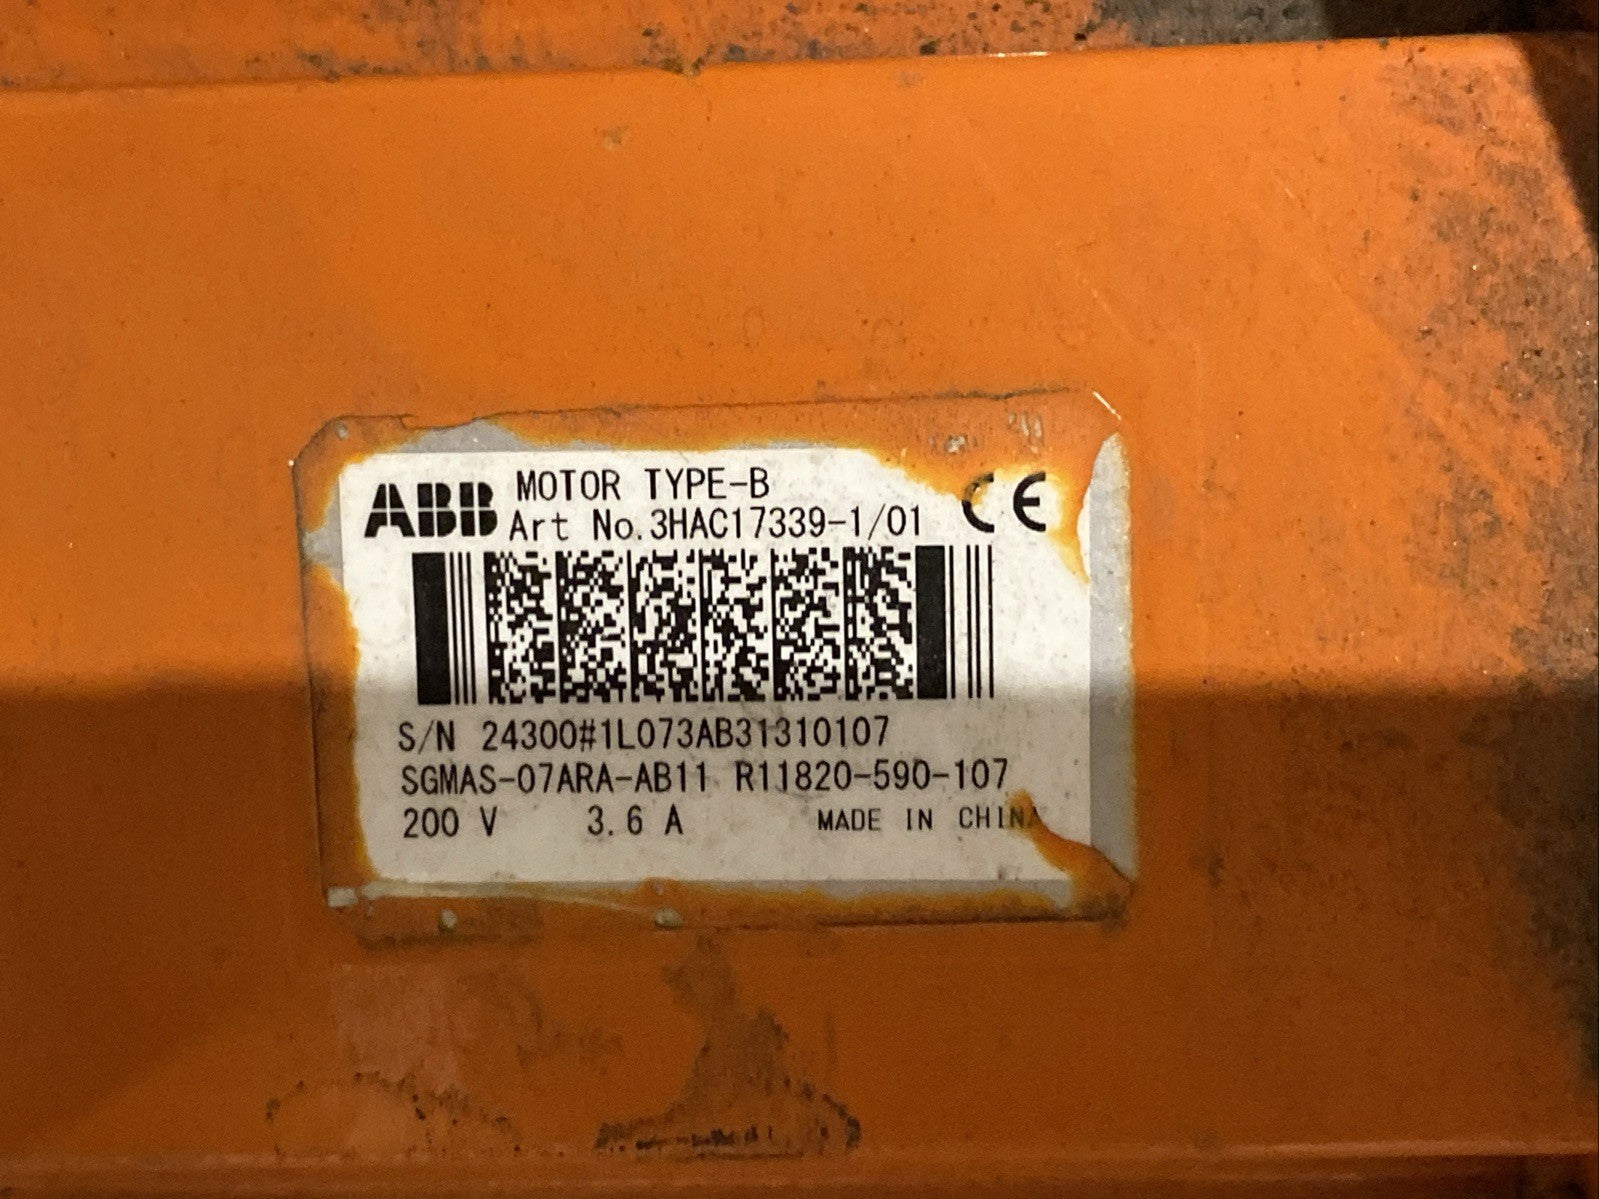 ABB MOTOR TYPE-B CE
Art No.3HAC17339-1/01
S/N 24300#1L073AB31310107
SGMAS-07ARA-AB11 R11820-590-107
200 V 3.6 A MADE IN CHINA